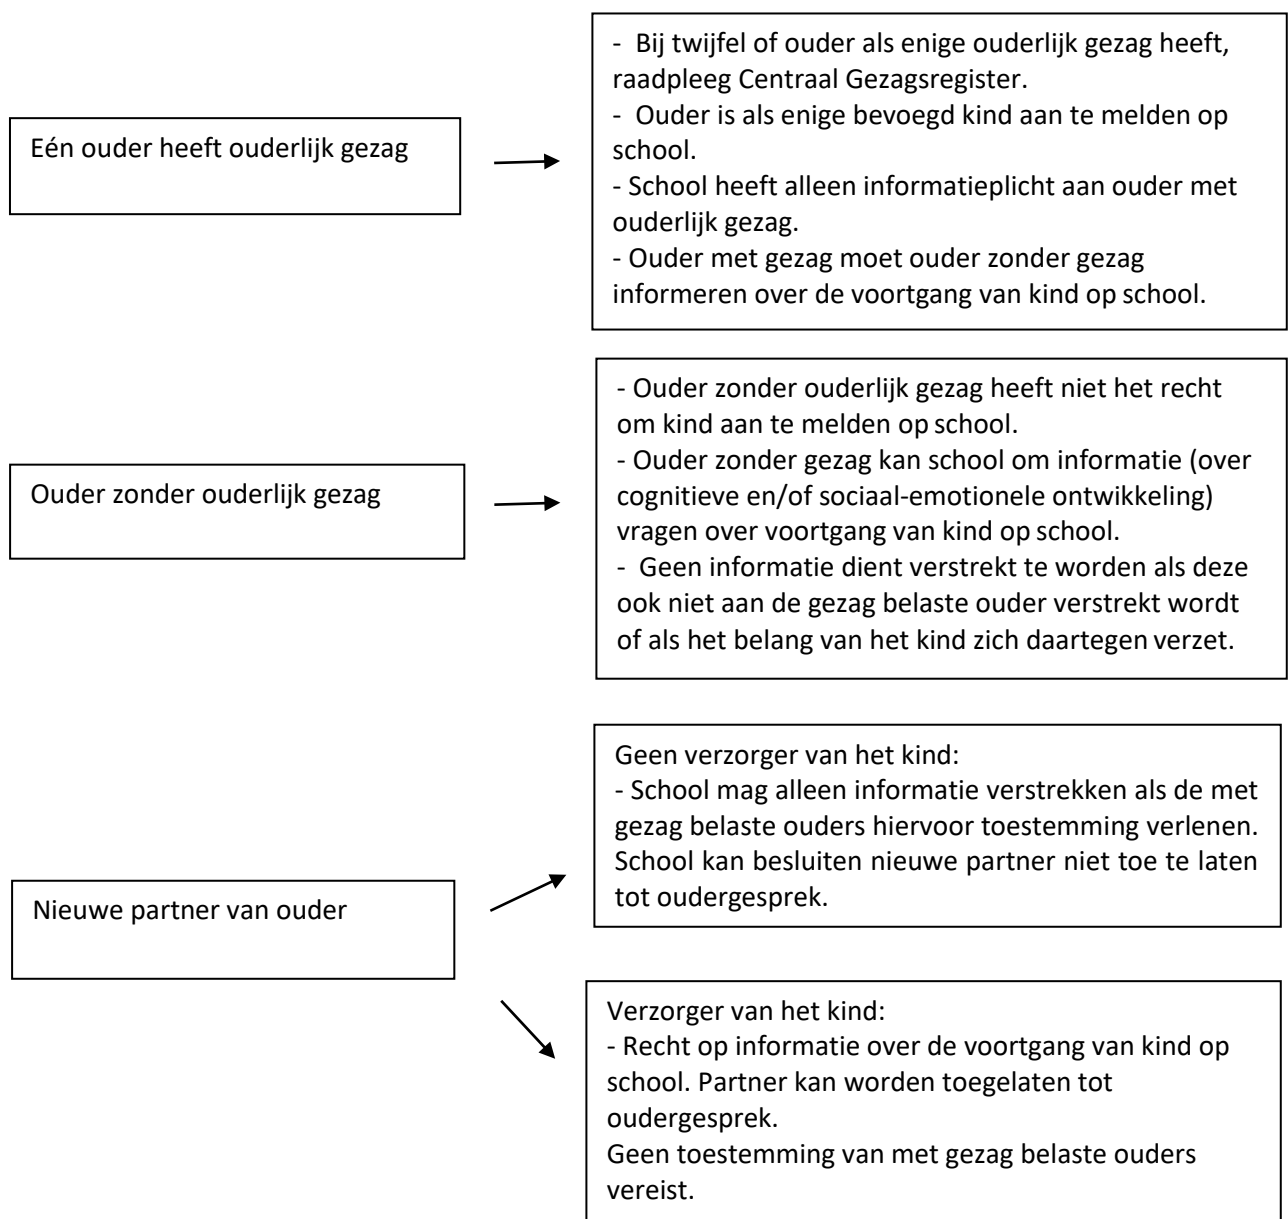 Eén ouder heeft ouderlijk gezag
- Bij twijfel of ouder als enige ouderlijk gezag heeft,
raadpleeg Centraal Gezagsregister.
- Ouder is als enige bevoegd kind aan te melden op
school.
- School heeft alleen informatieplicht aan ouder met
ouderlijk gezag.
- Ouder met gezag moet ouder zonder gezag
informeren over de voortgang van kind op school.
Ouder zonder ouderlijk gezag
- Ouder zonder ouderlijk gezag heeft niet het recht
om kind aan te melden op school.
- Ouder zonder gezag kan school om informatie (over
cognitieve en/of sociaal-emotionele ontwikkeling)
vragen over voortgang van kind op school.
- Geen informatie dient verstrekt te worden als deze
ook niet aan de gezag belaste ouder verstrekt wordt
of als het belang van het kind zich daartegen verzet.
Nieuwe partner van ouder
Geen verzorger van het kind:
- School mag alleen informatie verstrekken als de met
gezag belaste ouders hiervoor toestemming verlenen.
School kan besluiten nieuwe partner niet toe te laten
tot oudergesprek.
Verzorger van het kind:
- Recht op informatie over de voortgang van kind op
school. Partner kan worden toegelaten tot
oudergesprek.
Geen toestemming van met gezag belaste ouders
vereist.